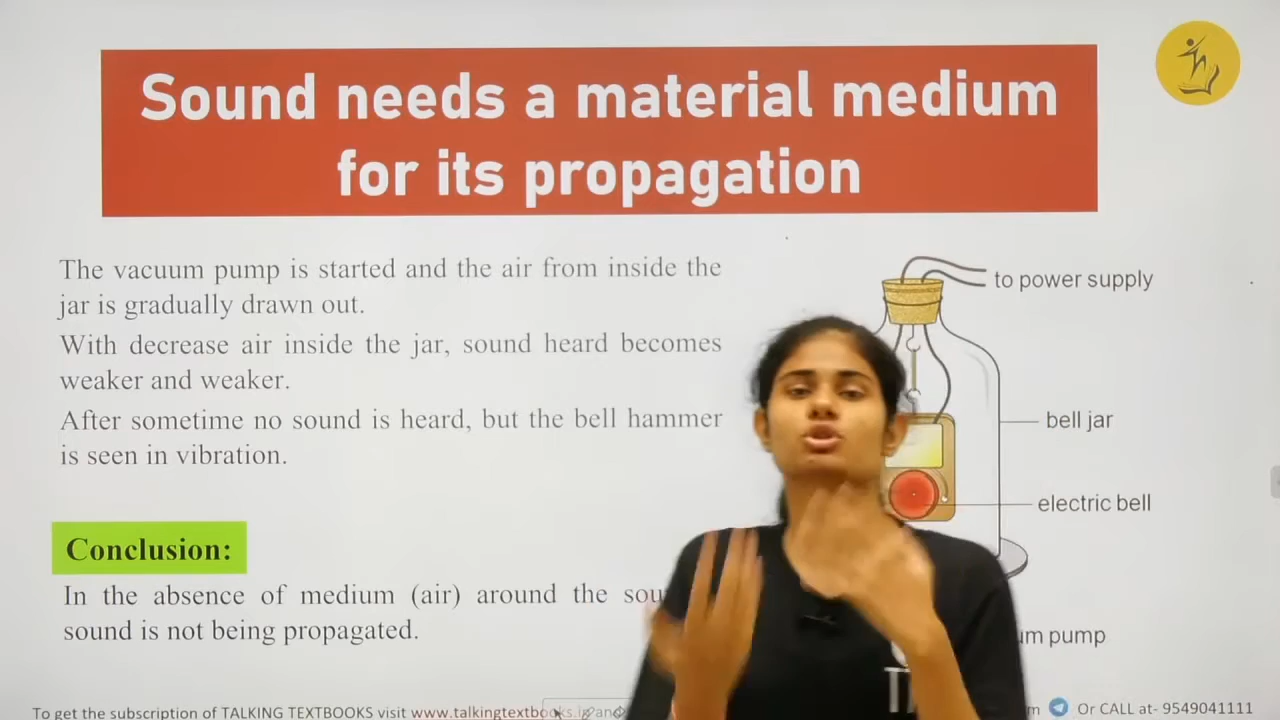 Sound needs a material medium
for its propagation
The vacuum pump is started and the air from inside the
jar is gradually drawn out.
With decrease air inside the jar, sound heard becomes
weaker and weaker.
After sometime no sound is heard, but the bell hammer
is seen in vibration.
Conclusion:
In the absence of medium (air) around the
sound is not being propagated.
to power supply
bell jar
electric bell
pump
To get the subscription of TALKING TEXTBOOKS visit www.talkingtextbooks.in
Or CALL at- 9549041111